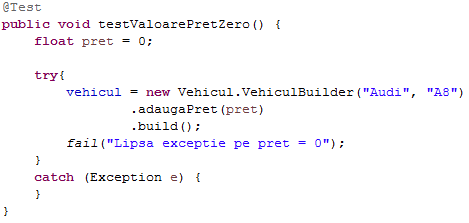 @Test
public void testValoarePretZero() {
    float pret = 0;
    try{
        vehicul = new Vehicul.VehiculBuilder("Audi", "A8")
                .adaugaPret(pret)
                .build();
        fail("Lipsa exceptie pe pret = 0");
    }
    catch (Exception e) {
    }
}